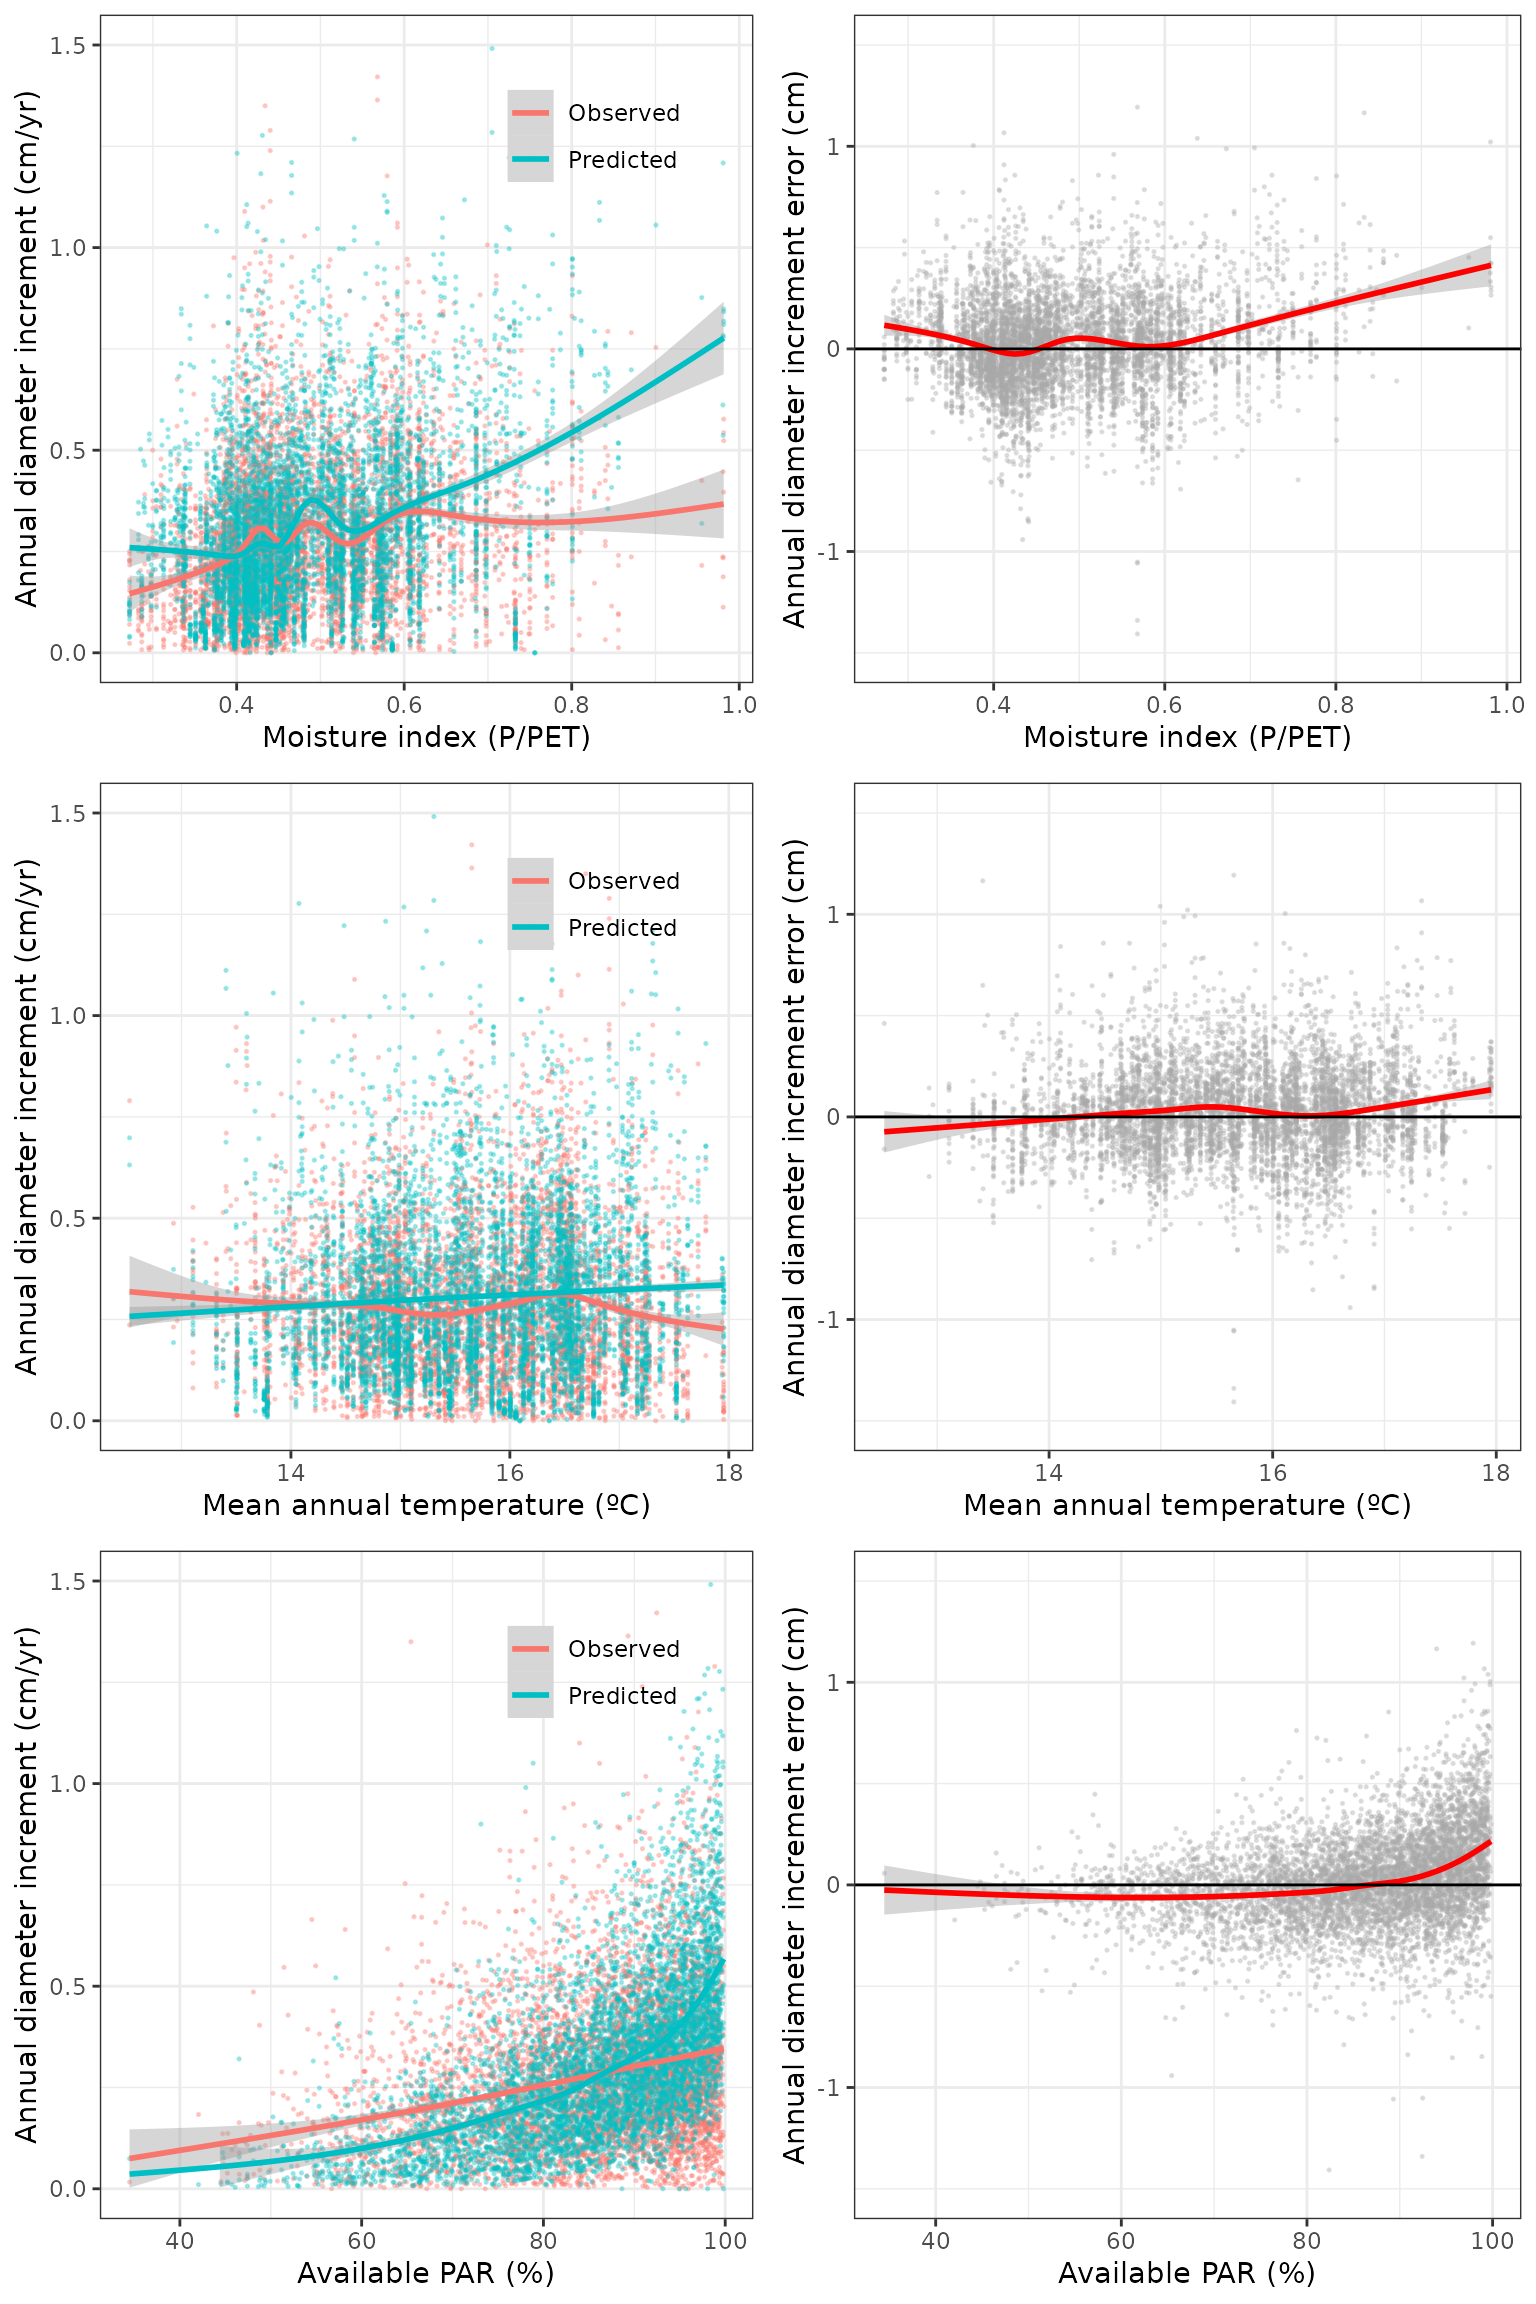 Annual diameter increment (cm/yr)
1.5
1.0
0.5
0.0
Observed
Predicted
0.4 0.6 0.8 1.0
Moisture index (P/PET)
Annual diameter increment error (cm)
1
0
-1
0.4 0.6 0.8 1.0
Moisture index (P/PET)
Annual diameter increment (cm/yr)
1.5
1.0
0.5
0.0
Observed
Predicted
14 16 18
Mean annual temperature (ºC)
Annual diameter increment error (cm)
1
0
-1
14 16 18
Mean annual temperature (ºC)
Annual diameter increment (cm/yr)
1.5
1.0
0.5
0.0
Observed
Predicted
40 60 80 100
Available PAR (%)
Annual diameter increment error (cm)
1
0
-1
40 60 80 100
Available PAR (%)